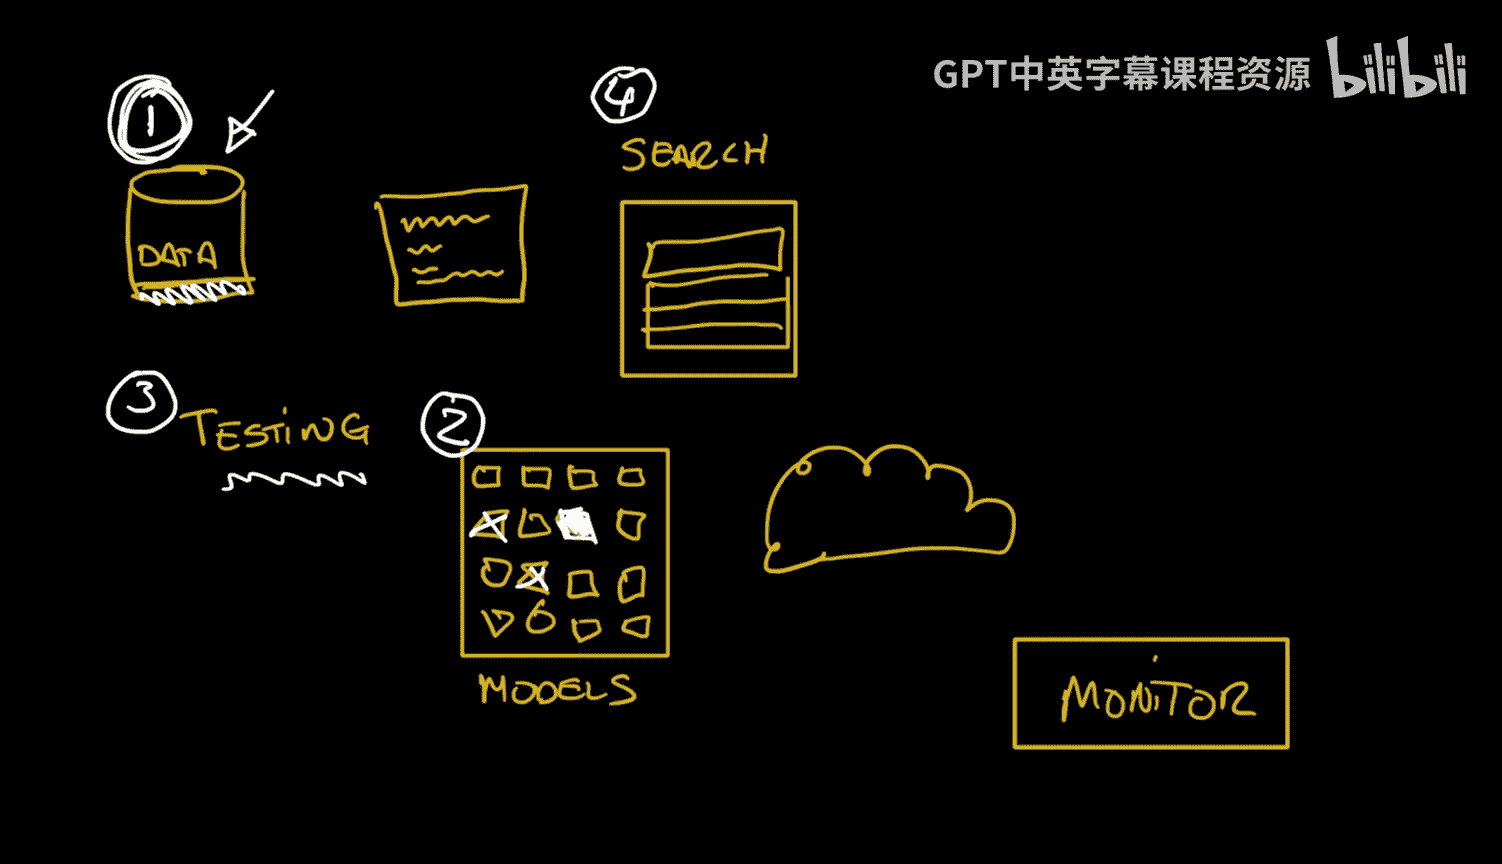 GPT中英字幕课程资源 bilibili
1
4
SEARCH
DATA
3
TESTING
2
MODELS
MONITOR